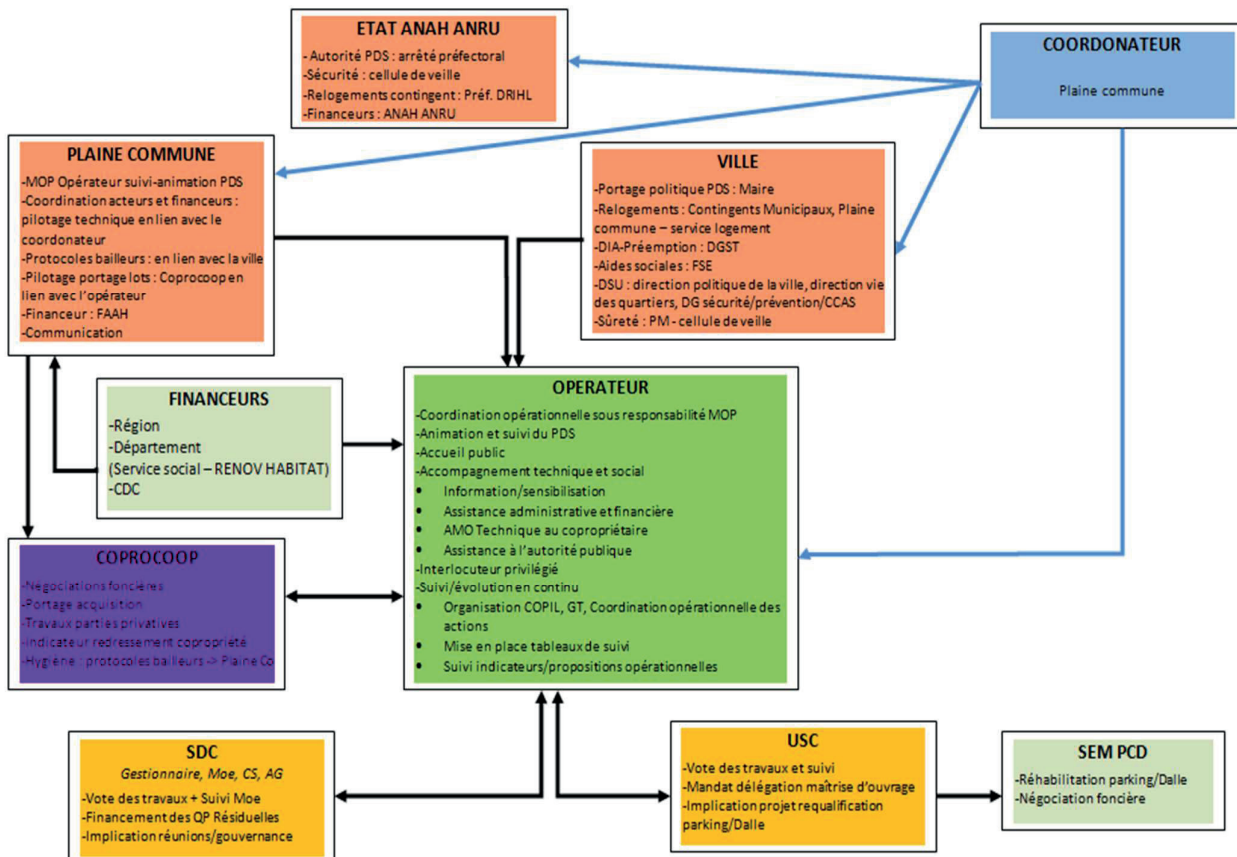 ETAT ANAH ANRU
- Autorité PDS : arrêté préfectoral
-Sécurité : cellule de veille
-Relogements contingent : Préf. DRIHL
-Financeurs : ANAH ANRU
COORDONATEUR
Plaine commune
PLAINE COMMUNE
-MOP Opérateur suivi-animation PDS
-Coordination acteurs et financeurs :
pilotage technique en lien avec le
coordonateur
-Protocoles bailleurs : en lien avec la ville
-Pilotage portage lots : Coprocoop en
lien avec l'opérateur
-Financeur : FAAH
-Communication
VILLE
-Portage politique PDS : Maire
-Relogements : Contingents Municipaux, Plaine
commune – service logement
-DIA-Préemption : DGST
-Aides sociales : FSE
-DSU : direction politique de la ville, direction vie
des quartiers, DG sécurité/prévention/CCAS
-Sûreté : PM - cellule de veille
FINANCEURS
-Région
-Département
(Service social – RENOV HABITAT)
-CDC
OPERATEUR
-Coordination opérationnelle sous responsabilité MOP
-Animation et suivi du PDS
-Accueil public
-Accompagnement technique et social
• Information/sensibilisation
• Assistance administrative et financière
• AMO Technique au copropriétaire
• Assistance à l'autorité publique
-Interlocuteur privilégié
-Suivi/évolution en continu
• Organisation COPIL, GT, Coordination opérationnelle des
actions
• Mise en place tableaux de suivi
• Suivi indicateurs/propositions opérationnelles
COPROCOOP
-Négociations foncières
-Portage acquisition
-Travaux parties privatives
-Indicateur redressement copropriété
-Hygiène : protocoles bailleurs -> Plaine Co
SDC
Gestionnaire, Moe, CS, AG
-Vote des travaux + Suivi Moe
-Financement des QP Résiduelles
-Implication réunions/gouvernance
USC
-Vote des travaux et suivi
-Mandat délégation maîtrise d'ouvrage
-Implication projet requalification
parking/Dalle
SEM PCD
-Réhabilitation parking/Dalle
-Négociation foncière